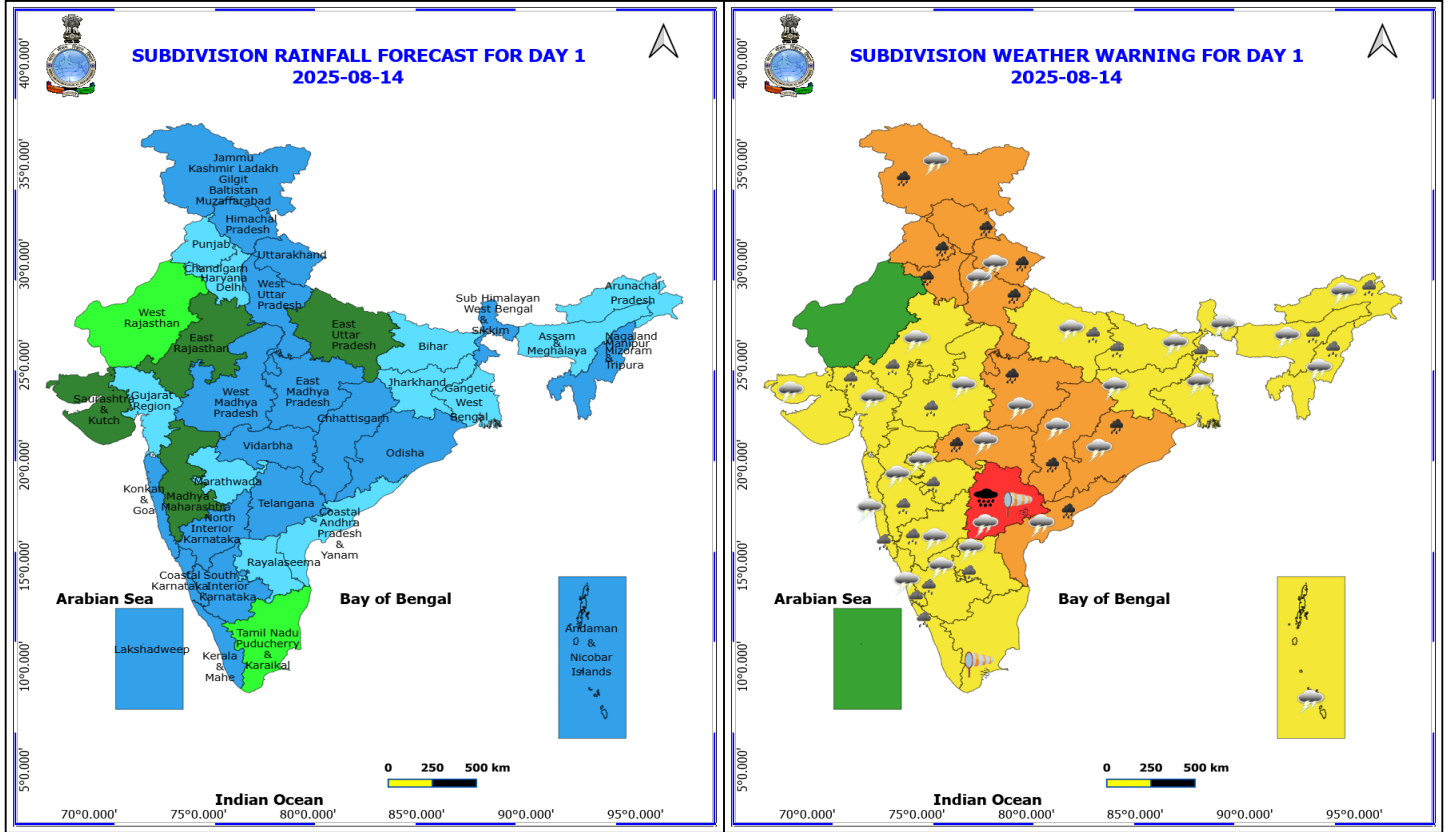 SUBDIVISION RAINFALL FORECAST FOR DAY 1
2025-08-14
40°0.000'
35°0.000'
30°0.000'
25°0.000'
20°0.000'
15°0.000'
10°0.000'
5°0.000'
Jammu
Kashmir Ladakh
Gilgit
Baltistan
Muzaffarabad
Himachal
Pradesh
Punjab
Uttarakhand
Chandigarh
Haryana
Delhi
West
Uttar
Pradesh
West
Rajasthan
East
Rajasthan
East
Uttar
Pradesh
Sub Himalayan
West Bengal
&
Sikkim
Arunachal
Pradesh
Assam
&
Meghalaya
Nagaland
Manipur
Mizoram
&
Tripura
Bihar
Jharkhand
Gangetic
West
Bengal
Saurashtra
&
Kutch
Gujarat
Region
West
Madhya
Pradesh
East
Madhya
Pradesh
Chhattisgarh
Vidarbha
Odisha
Konkan
&
Goa
Madhya
Maharashtra
Marathwada
Telangana
North
Interior
Karnataka
Coastal
Andhra
Pradesh
&
Yanam
Rayalaseema
Coastal
Karnataka
South
Interior
Karnataka
Tamil Nadu
Puducherry
&
Karaikal
Kerala
&
Mahe
Lakshadweep
Andaman
&
Nicobar
Islands
Arabian Sea
Bay of Bengal
0 250 500 km
Indian Ocean
70°0.000' 75°0.000' 80°0.000' 85°0.000' 90°0.000' 95°0.000'
SUBDIVISION WEATHER WARNING FOR DAY 1
2025-08-14
40°0.000'
35°0.000'
30°0.000'
25°0.000'
20°0.000'
15°0.000'
10°0.000'
5°0.000'
Arabian Sea
Bay of Bengal
0 250 500 km
Indian Ocean
70°0.000' 75°0.000' 80°0.000' 85°0.000' 90°0.000' 95°0.000'